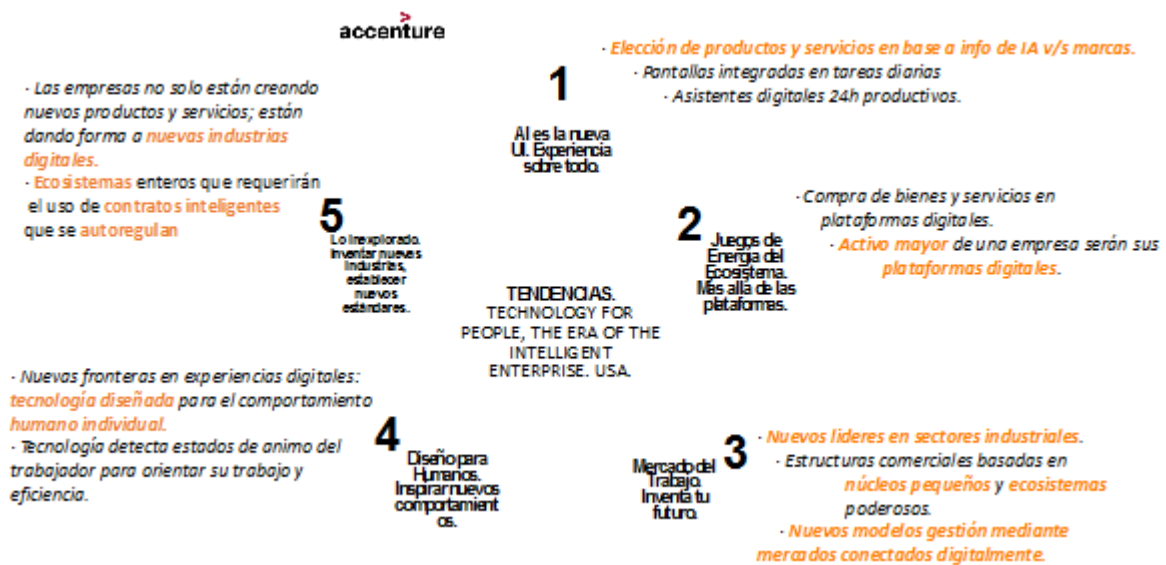 accenture
1
AI es la nueva
UI. Experiencia
sobre todo.
· Elección de productos y servicios en base a info de IA v/s marcas.
· Pantallas integradas en tareas diarias
· Asistentes digitales 24h productivos.
2
Juegos de
Energía del
Ecosistema.
Más allá de las
plataformas.
· Compra de bienes y servicios en
plataformas digitales.
· Activo mayor de una empresa serán sus
plataformas digitales.
3
Mercado del
Trabajo.
Inventa tu
futuro.
· Nuevos lideres en sectores industriales.
· Estructuras comerciales basadas en
núcleos pequeños y ecosistemas
poderosos.
· Nuevos modelos gestión mediante
mercados conectados digitalmente.
4
Diseño para
Humanos.
Inspirar nuevos
comportamient
os.
· Nuevas fronteras en experiencias digitales:
tecnología diseñada para el comportamiento
humano individual.
· Tecnología detecta estados de animo del
trabajador para orientar su trabajo y
eficiencia.
5
Lo Inexplorado.
Inventar nuevas
industrias,
establecer
nuevos
estándares.
· Las empresas no solo están creando
nuevos productos y servicios; están
dando forma a nuevas industrias
digitales.
· Ecosistemas enteros que requerirán
el uso de contratos inteligentes
que se autoregulan
TENDENCIAS.
TECHNOLOGY FOR
PEOPLE, THE ERA OF THE
INTELLIGENT
ENTERPRISE. USA.